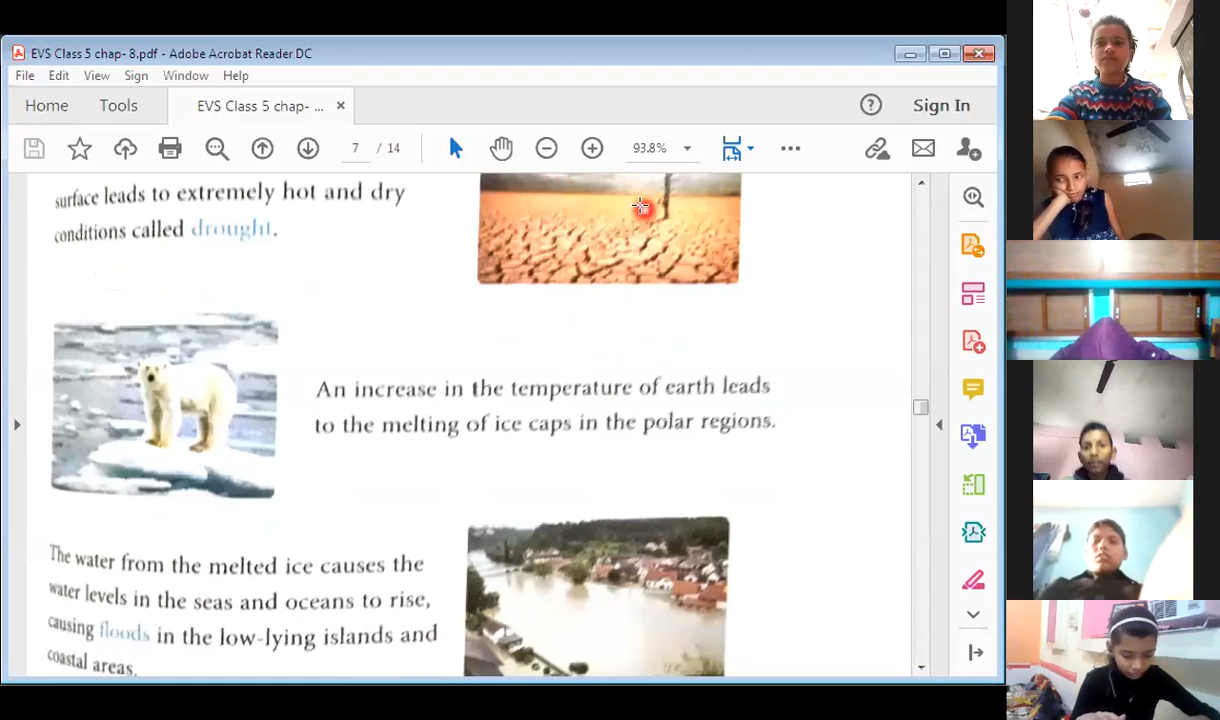 EVS Class 5 chap- 8.pdf - Adobe Acrobat Reader DC
File Edit View Sign Window Help
Home Tools EVS Class 5 chap- ... Sign In
7 / 14 93.8%
surface leads to extremely hot and dry
conditions called drought.
An increase in the temperature of earth leads
to the melting of ice caps in the polar regions.
The water from the melted ice causes the
water levels in the seas and oceans to rise,
causing floods in the low-lying islands and
coastal areas.